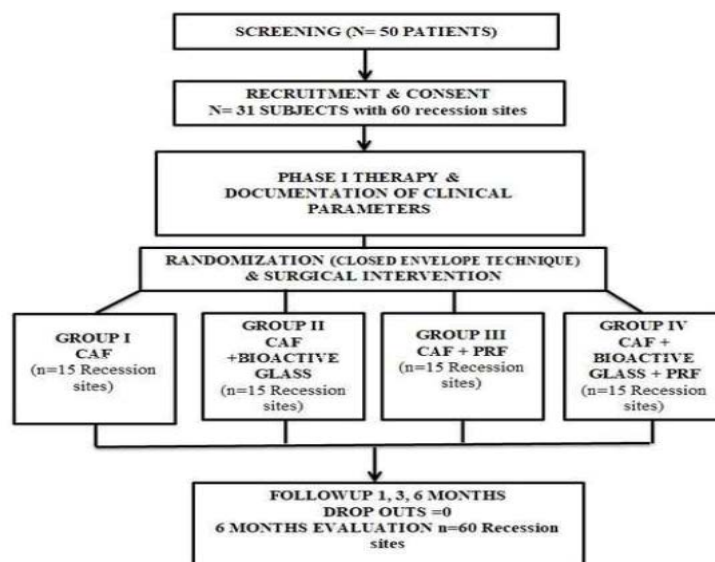 SCREENING (N= 50 PATIENTS)
RECRUITMENT & CONSENT
N= 31 SUBJECTS with 60 recession sites
PHASE I THERAPY &
DOCUMENTATION OF CLINICAL
PARAMETERS
RANDOMIZATION (CLOSED ENVELOPE TECHNIQUE)
& SURGICAL INTERVENTION
GROUP I
CAF
(n=15 Recession
sites)
GROUP II
CAF
+BIOACTIVE
GLASS
(n=15 Recession
sites)
GROUP III
CAF + PRF
(n=15 Recession
sites)
GROUP IV
CAF +
BIOACTIVE
GLASS + PRF
(n=15 Recession
sites)
FOLLOWUP 1, 3, 6 MONTHS
DROP OUTS =0
6 MONTHS EVALUATION n=60 Recession
sites